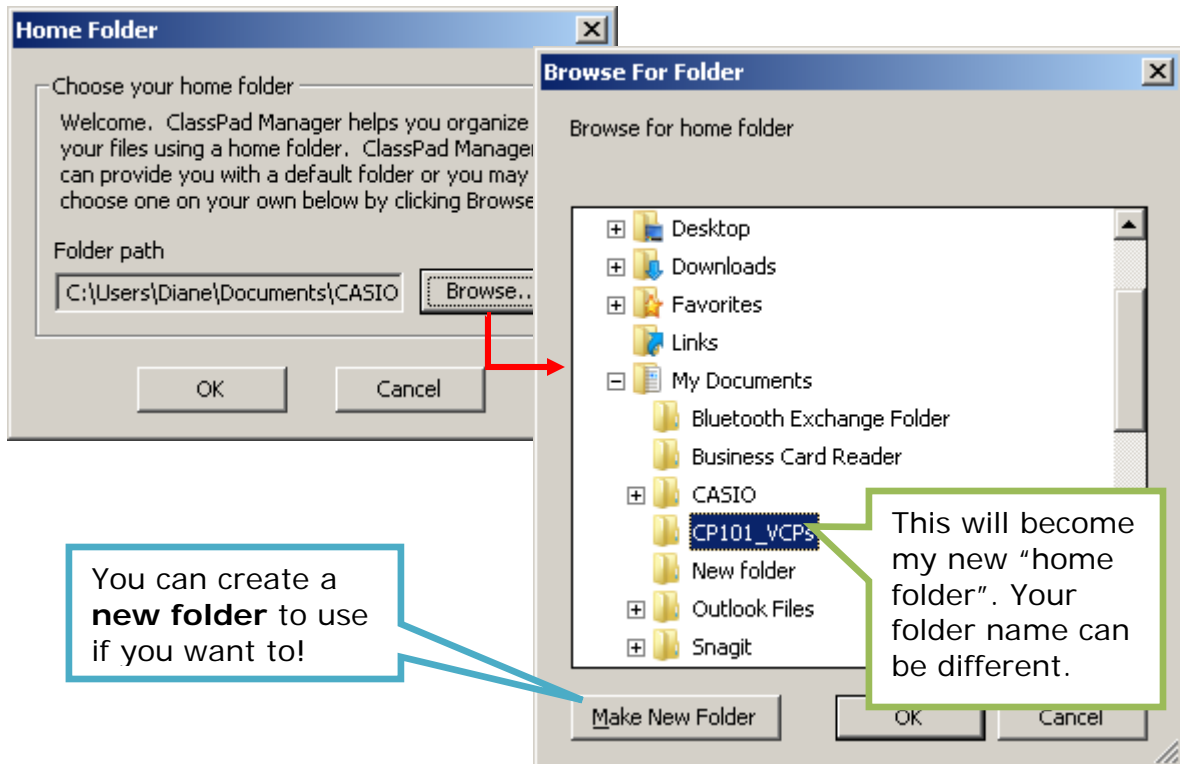 Home Folder
Choose your home folder
Welcome. ClassPad Manager helps you organize
your files using a home folder. ClassPad Manager
can provide you with a default folder or you may
choose one on your own below by clicking Browse
Folder path
C:\Users\Diane\Documents\CASIO
Browse..
OK
Cancel
Browse For Folder
Browse for home folder
Desktop
Downloads
Favorites
Links
My Documents
Bluetooth Exchange Folder
Business Card Reader
CASIO
CP101_VCPs
New folder
Outlook Files
Snagit
Make New Folder
OK
Cancel
You can create a
new folder to use
if you want to!
This will become
my new “home
folder”. Your
folder name can
be different.